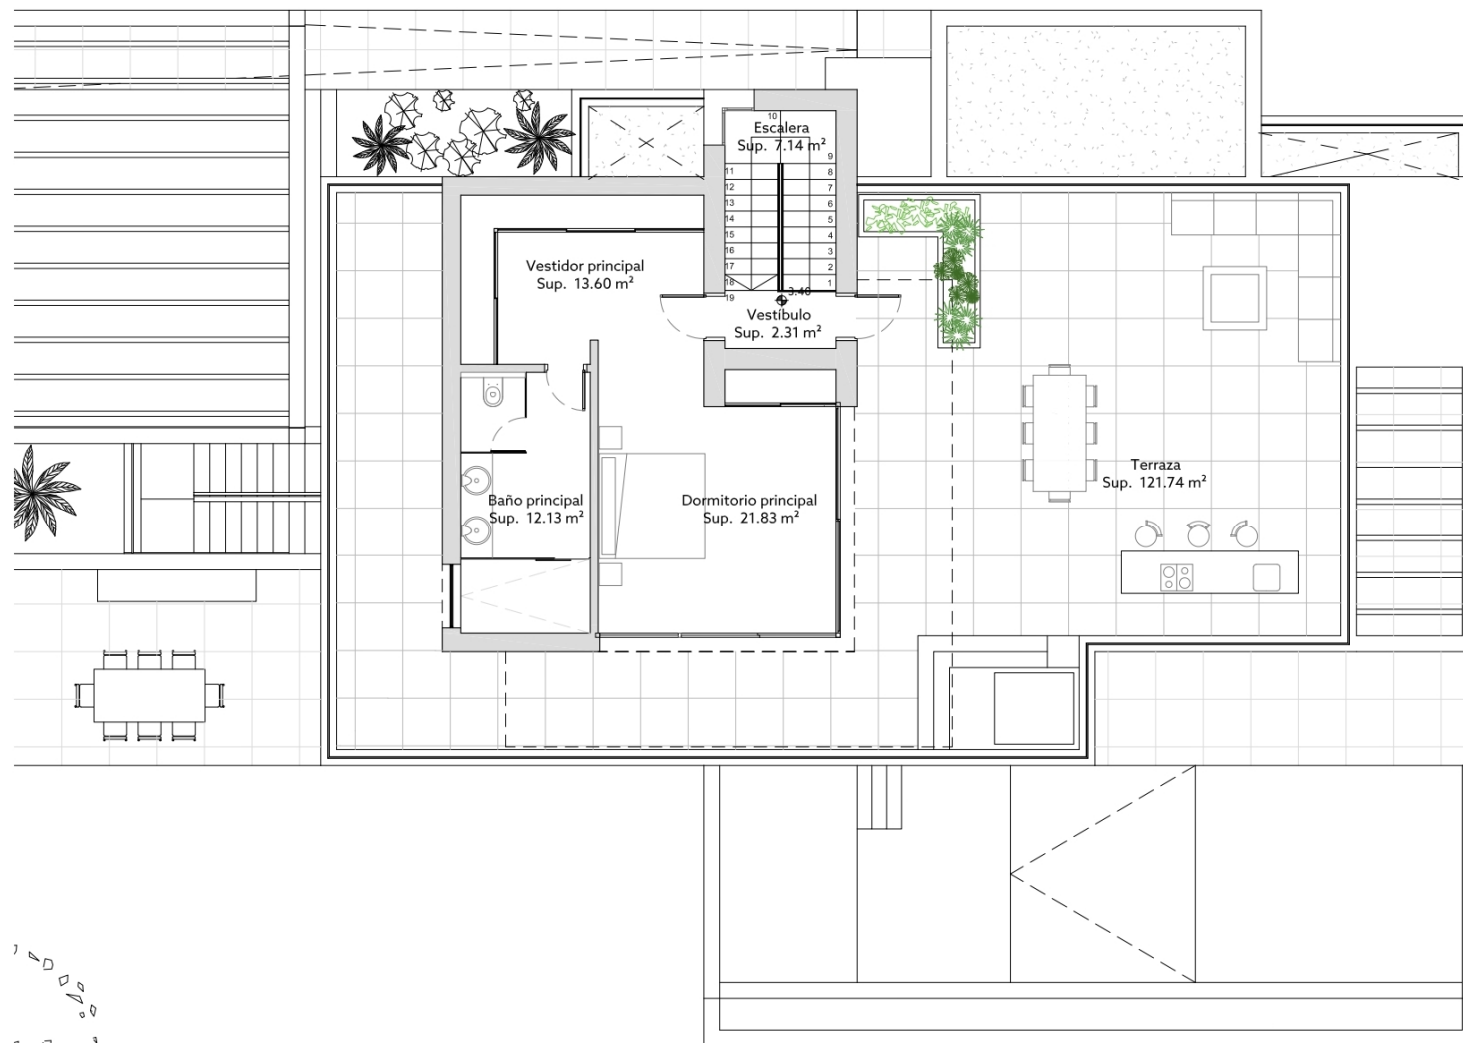 10
Escalera
Sup. 7.14 m²
9
11 8
12 7
13 6
14 5
15 4
16 3
17 2
18 1
19
3.40
Vestidor principal
Sup. 13.60 m²
Vestíbulo
Sup. 2.31 m²
Terraza
Sup. 121.74 m²
Baño principal
Sup. 12.13 m²
Dormitorio principal
Sup. 21.83 m²